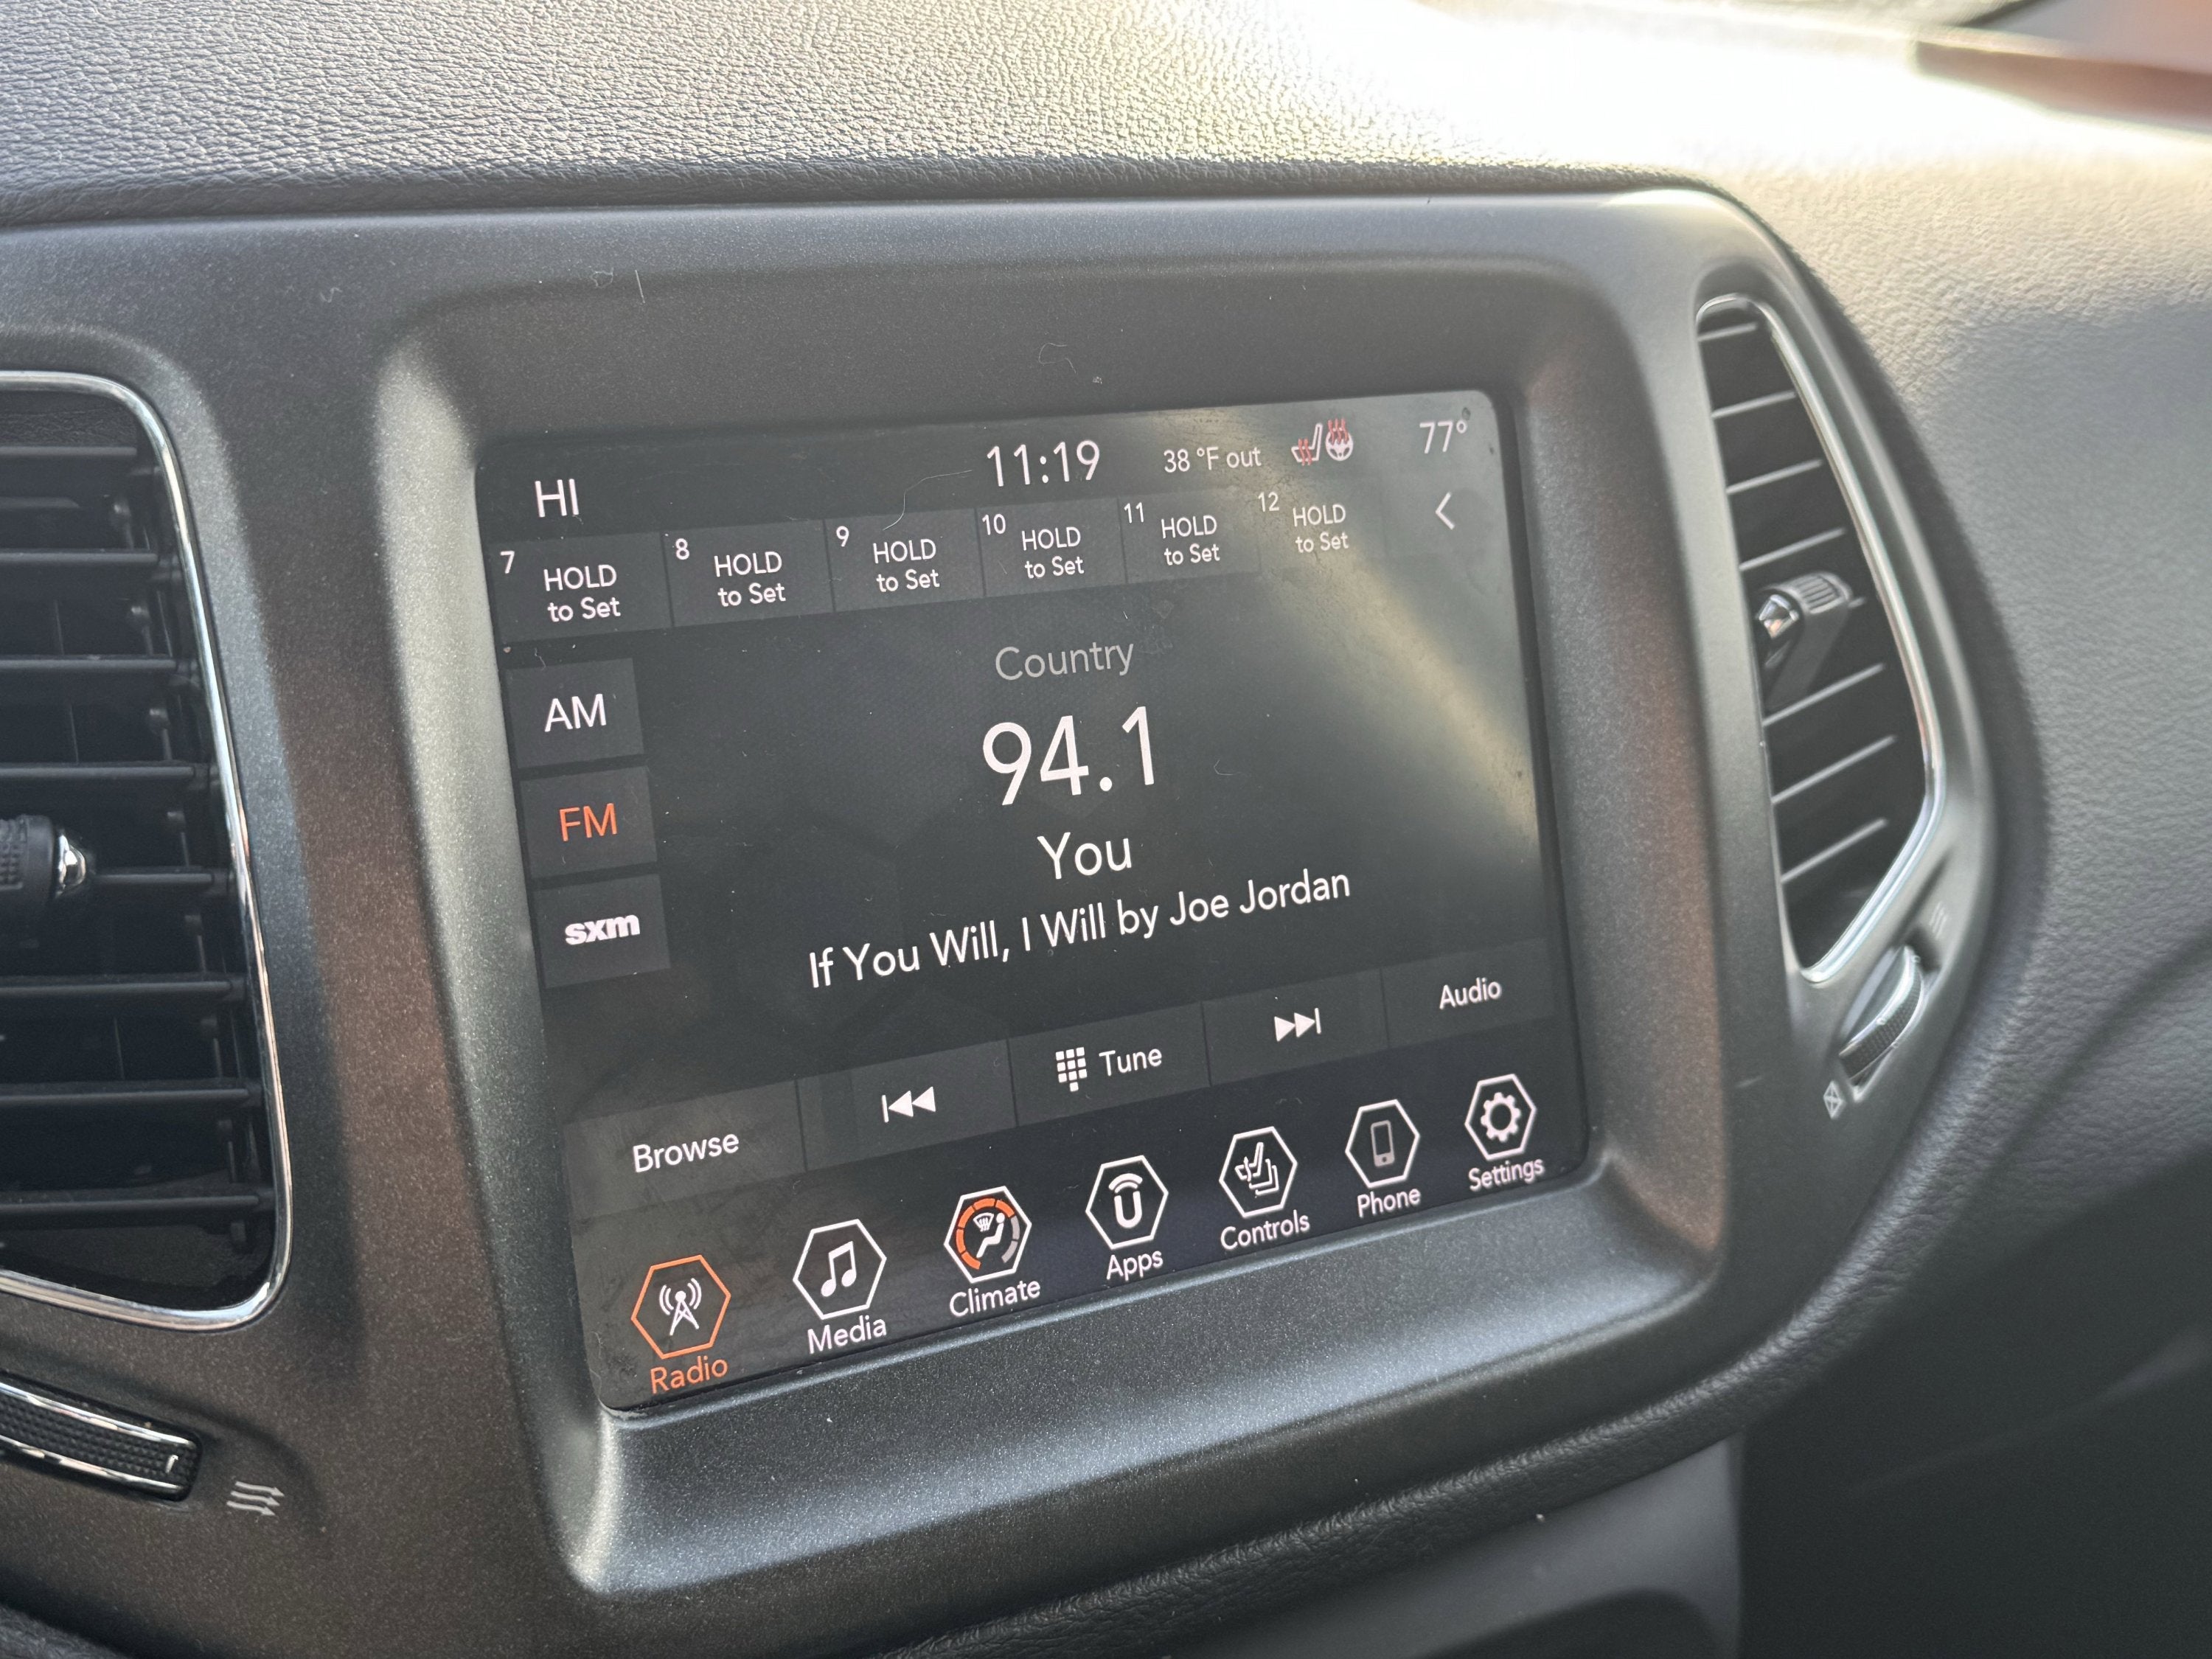 HI
11:19
38 °F out
77°
7
HOLD
to Set
8
HOLD
to Set
9
HOLD
to Set
10
HOLD
to Set
11
HOLD
to Set
12
HOLD
to Set
AM
FM
sxm
Country
94.1
You
If You Will, I Will by Joe Jordan
Browse
Tune
Audio
Radio
Media
Climate
Apps
Controls
Phone
Settings